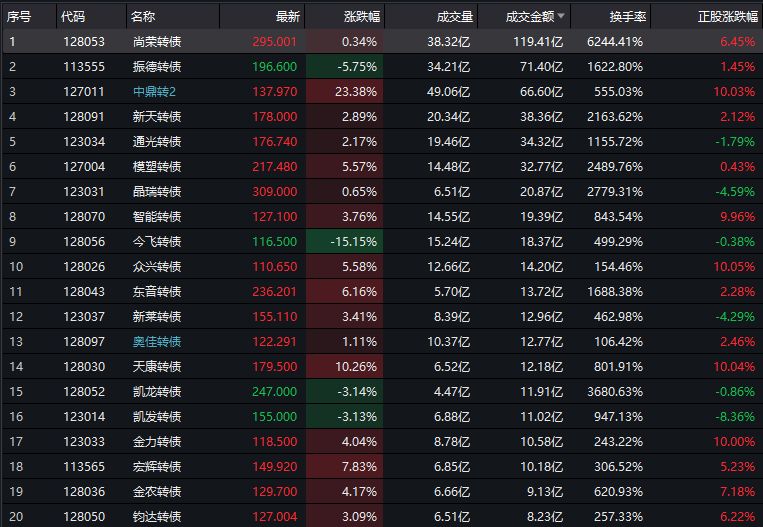 序号 代码 名称 最新 涨跌幅 成交量 成交金额 换手率 正股涨跌幅
1 128053 尚荣转债 295.001 0.34% 38.32亿 119.41亿 6244.41% 6.45%
2 113555 振德转债 196.600 -5.75% 34.21亿 71.40亿 1622.80% 1.45%
3 127011 中鼎转2 137.970 23.38% 49.06亿 66.60亿 555.03% 10.03%
4 128091 新天转债 178.000 2.89% 20.34亿 38.36亿 2163.62% 2.12%
5 123034 通光转债 176.740 2.17% 19.46亿 34.32亿 1155.72% -1.79%
6 127004 模塑转债 217.480 5.57% 14.48亿 32.77亿 2489.76% 0.43%
7 123031 晶瑞转债 309.000 0.65% 6.51亿 20.87亿 2779.31% -4.59%
8 128070 智能转债 127.100 3.76% 14.55亿 19.39亿 843.54% 9.96%
9 128056 今飞转债 116.500 -15.15% 15.24亿 18.37亿 499.29% -0.38%
10 128026 众兴转债 110.650 5.58% 12.66亿 14.20亿 154.46% 10.05%
11 128043 东音转债 236.201 6.16% 5.70亿 13.72亿 1688.38% 2.28%
12 123037 新莱转债 155.110 3.41% 8.39亿 12.96亿 462.98% -4.29%
13 128097 奥佳转债 122.291 1.11% 10.37亿 12.77亿 106.42% 2.46%
14 128030 天康转债 179.500 10.26% 6.52亿 12.18亿 801.91% 10.04%
15 128052 凯龙转债 247.000 -3.14% 4.47亿 11.91亿 3680.63% -0.86%
16 123014 凯发转债 155.000 -3.13% 6.88亿 11.02亿 947.13% -8.36%
17 123033 金力转债 118.500 4.04% 8.78亿 10.58亿 243.22% 10.00%
18 113565 宏辉转债 149.920 7.83% 6.85亿 10.18亿 306.52% 5.23%
19 128036 金农转债 129.700 4.17% 6.66亿 9.13亿 620.93% 7.18%
20 128050 钧达转债 127.004 3.09% 6.51亿 8.23亿 257.33% 6.22%